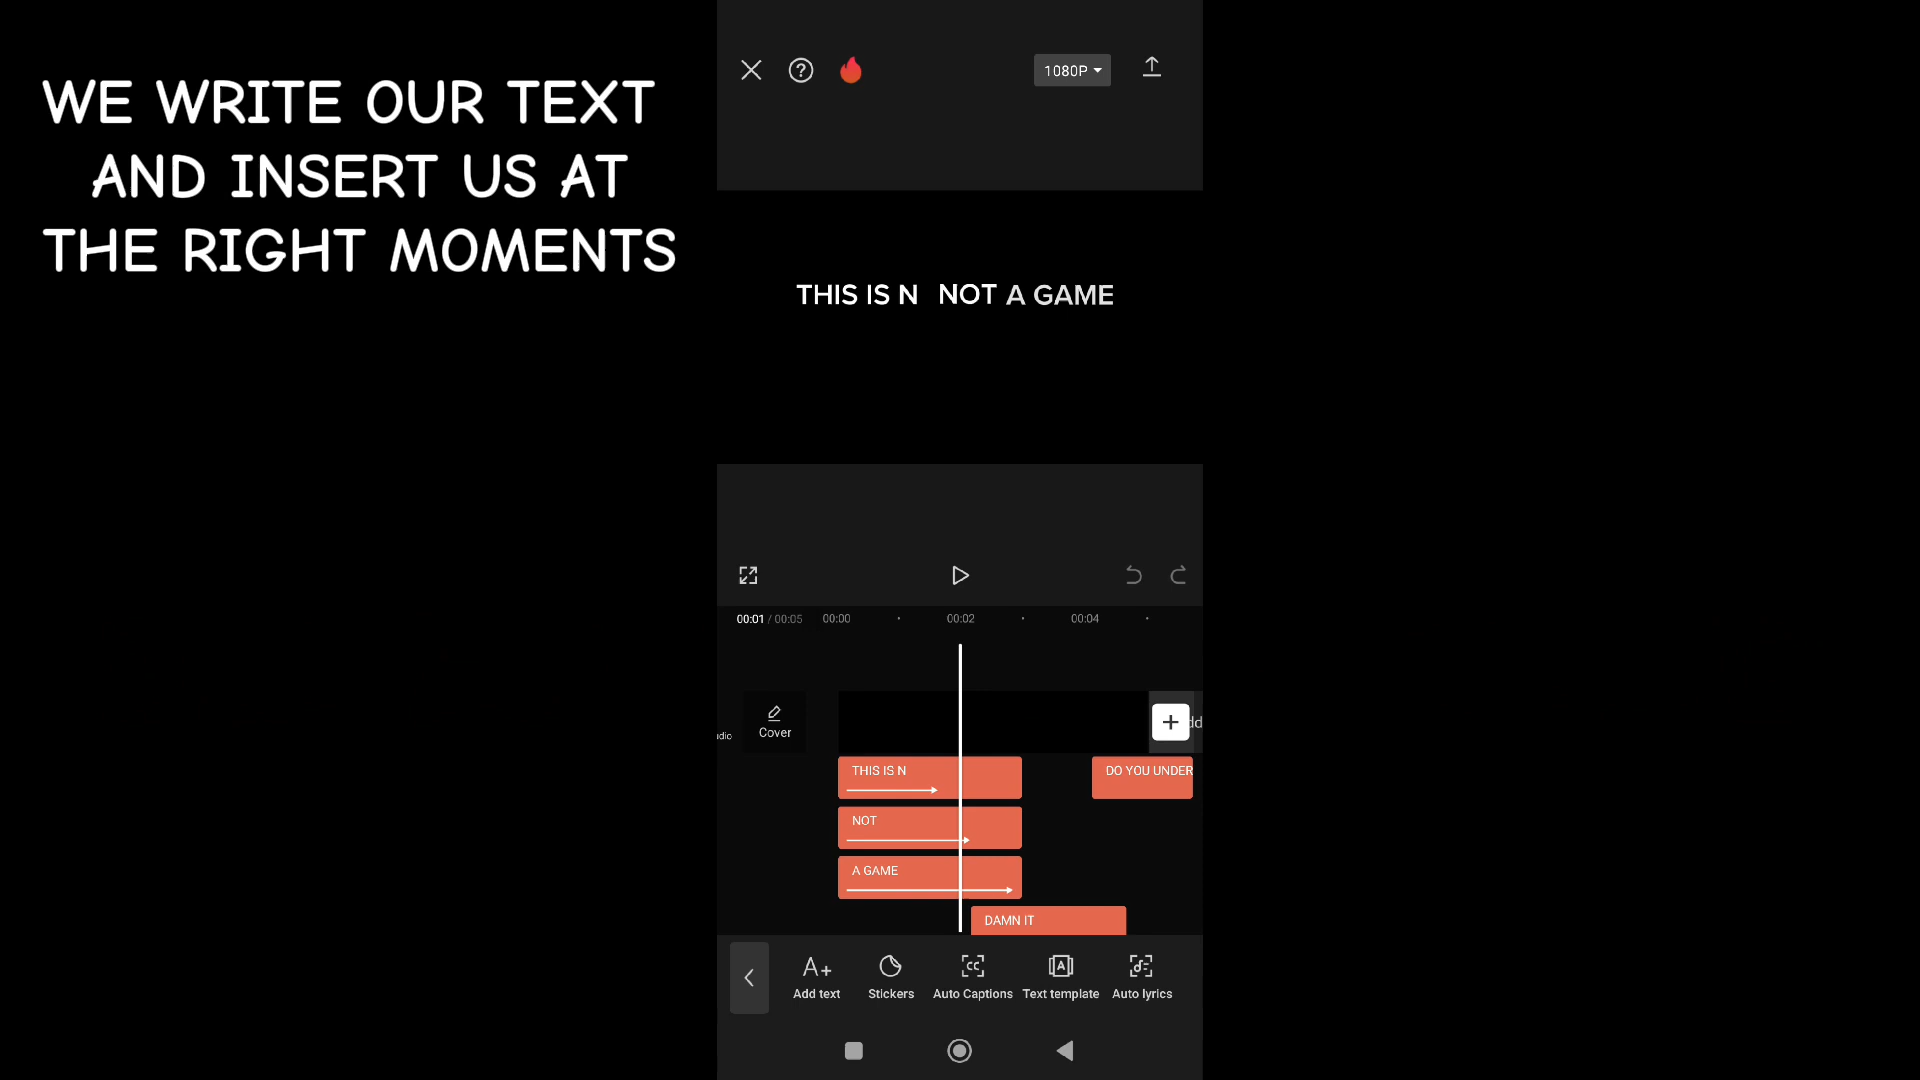 WE WRITE OUR TEXT
AND INSERT US AT
THE RIGHT MOMENTS
1080P
THIS IS N NOT A GAME
00:01 / 00:05 00:00 00:02 00:04
Cover
dd
dio
THIS IS N
DO YOU UNDER
NOT
A GAME
DAMN IT
Add text Stickers Auto Captions Text template Auto lyrics